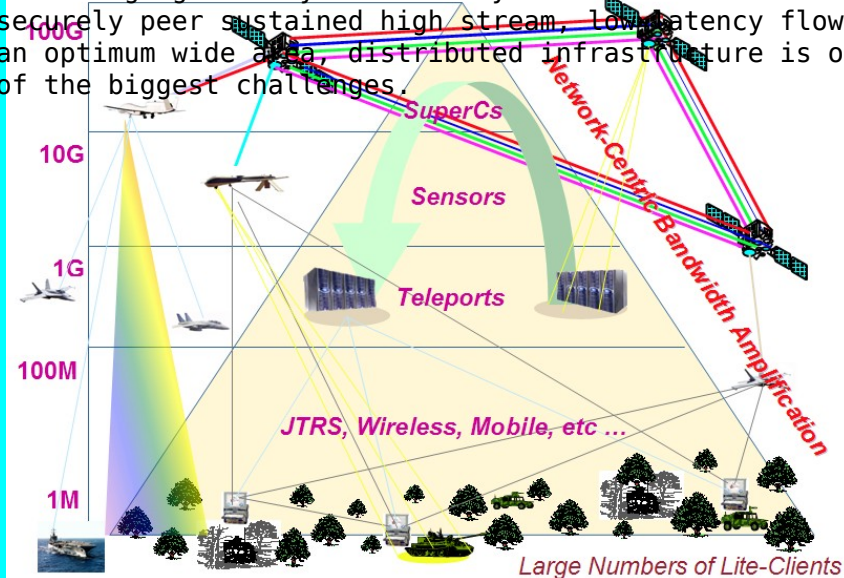 securely peer sustained high stream, low latency flow
an optimum wide area, distributed infrastructure is o
of the biggest challenges.
100G
SuperCs
10G
Sensors
1G
Teleports
100M
JTRS, Wireless, Mobile, etc …
1M
Network-Centric Bandwidth Amplification
Large Numbers of Lite-Clients